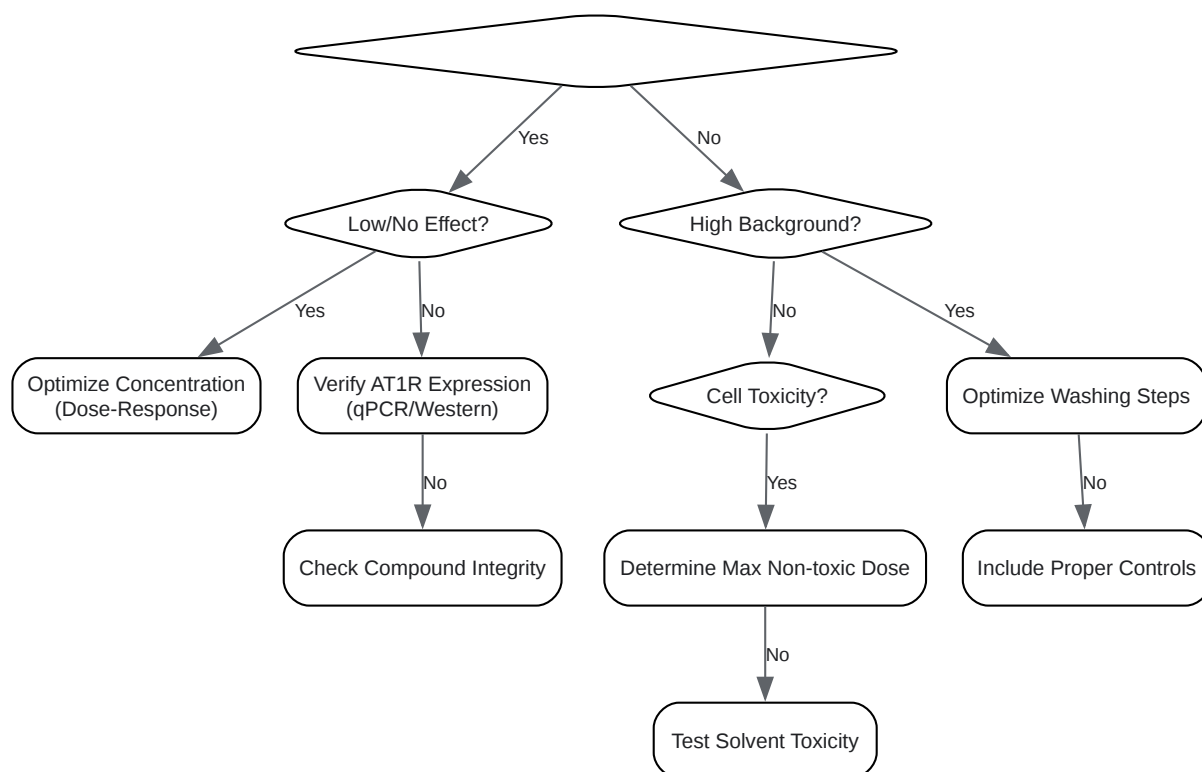 Yes
No
Low/No Effect?
High Background?
Yes
No
No
Yes
Optimize Concentration
(Dose-Response)
Verify AT1R Expression
(qPCR/Western)
Cell Toxicity?
Optimize Washing Steps
No
Yes
No
Check Compound Integrity
Determine Max Non-toxic Dose
Include Proper Controls
No
Test Solvent Toxicity